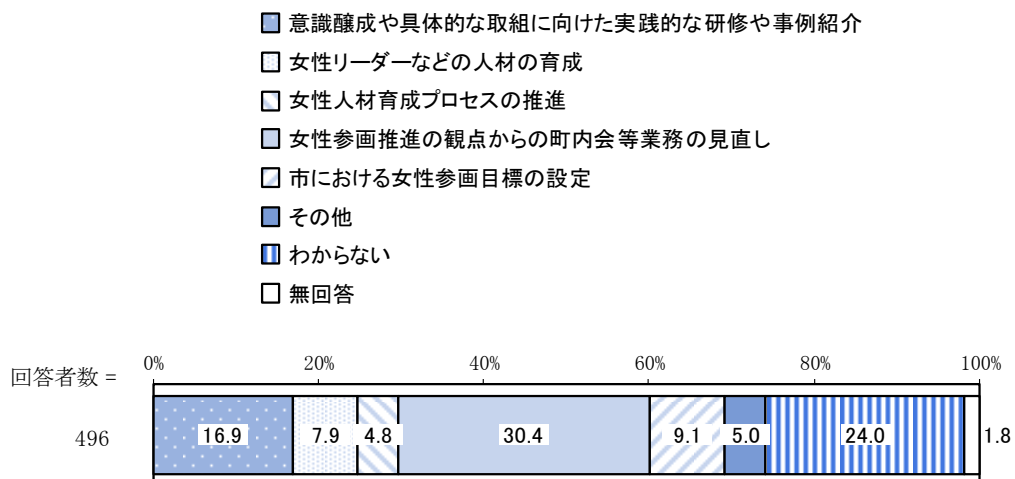 意識醸成や具体的な取組に向けた実践的な研修や事例紹介
女性リーダーなどの人材の育成
女性人材育成プロセスの推進
女性参画推進の観点からの町内会等業務の見直し
市における女性参画目標の設定
その他
わからない
無回答
回答者数 = 0% 20% 40% 60% 80% 100%
496 16.9 7.9 4.8 30.4 9.1 5.0 24.0 1.8